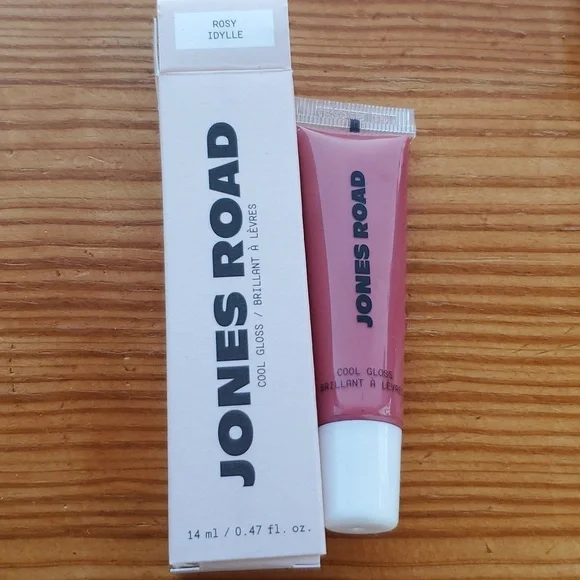 ROSY
IDYLLE
JONES ROAD
COOL GLOSS / BRILLANT À LÈVRES
14 ml / 0.47 fl. oz.
JONES ROAD
COOL GLOSS
BRILLANT À LÈVRES